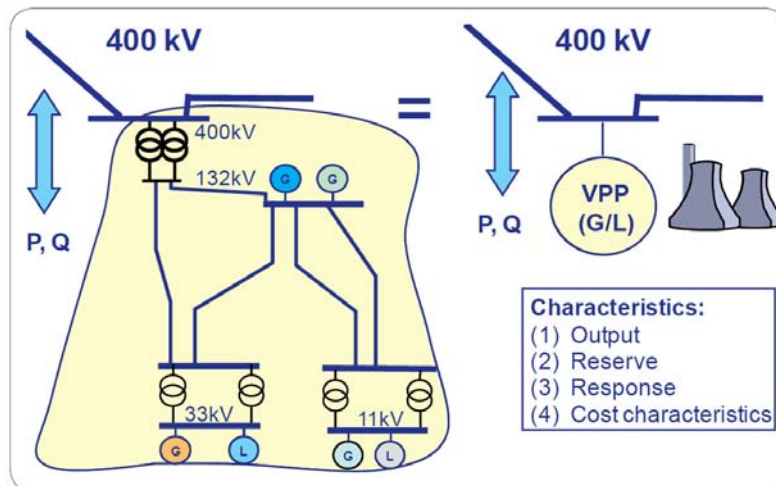 400 kV
400kV
132kV
G
G
P, Q
33kV
11kV
G
L
G
L
=
400 kV
P, Q
VPP
(G/L)
Characteristics:
(1) Output
(2) Reserve
(3) Response
(4) Cost characteristics